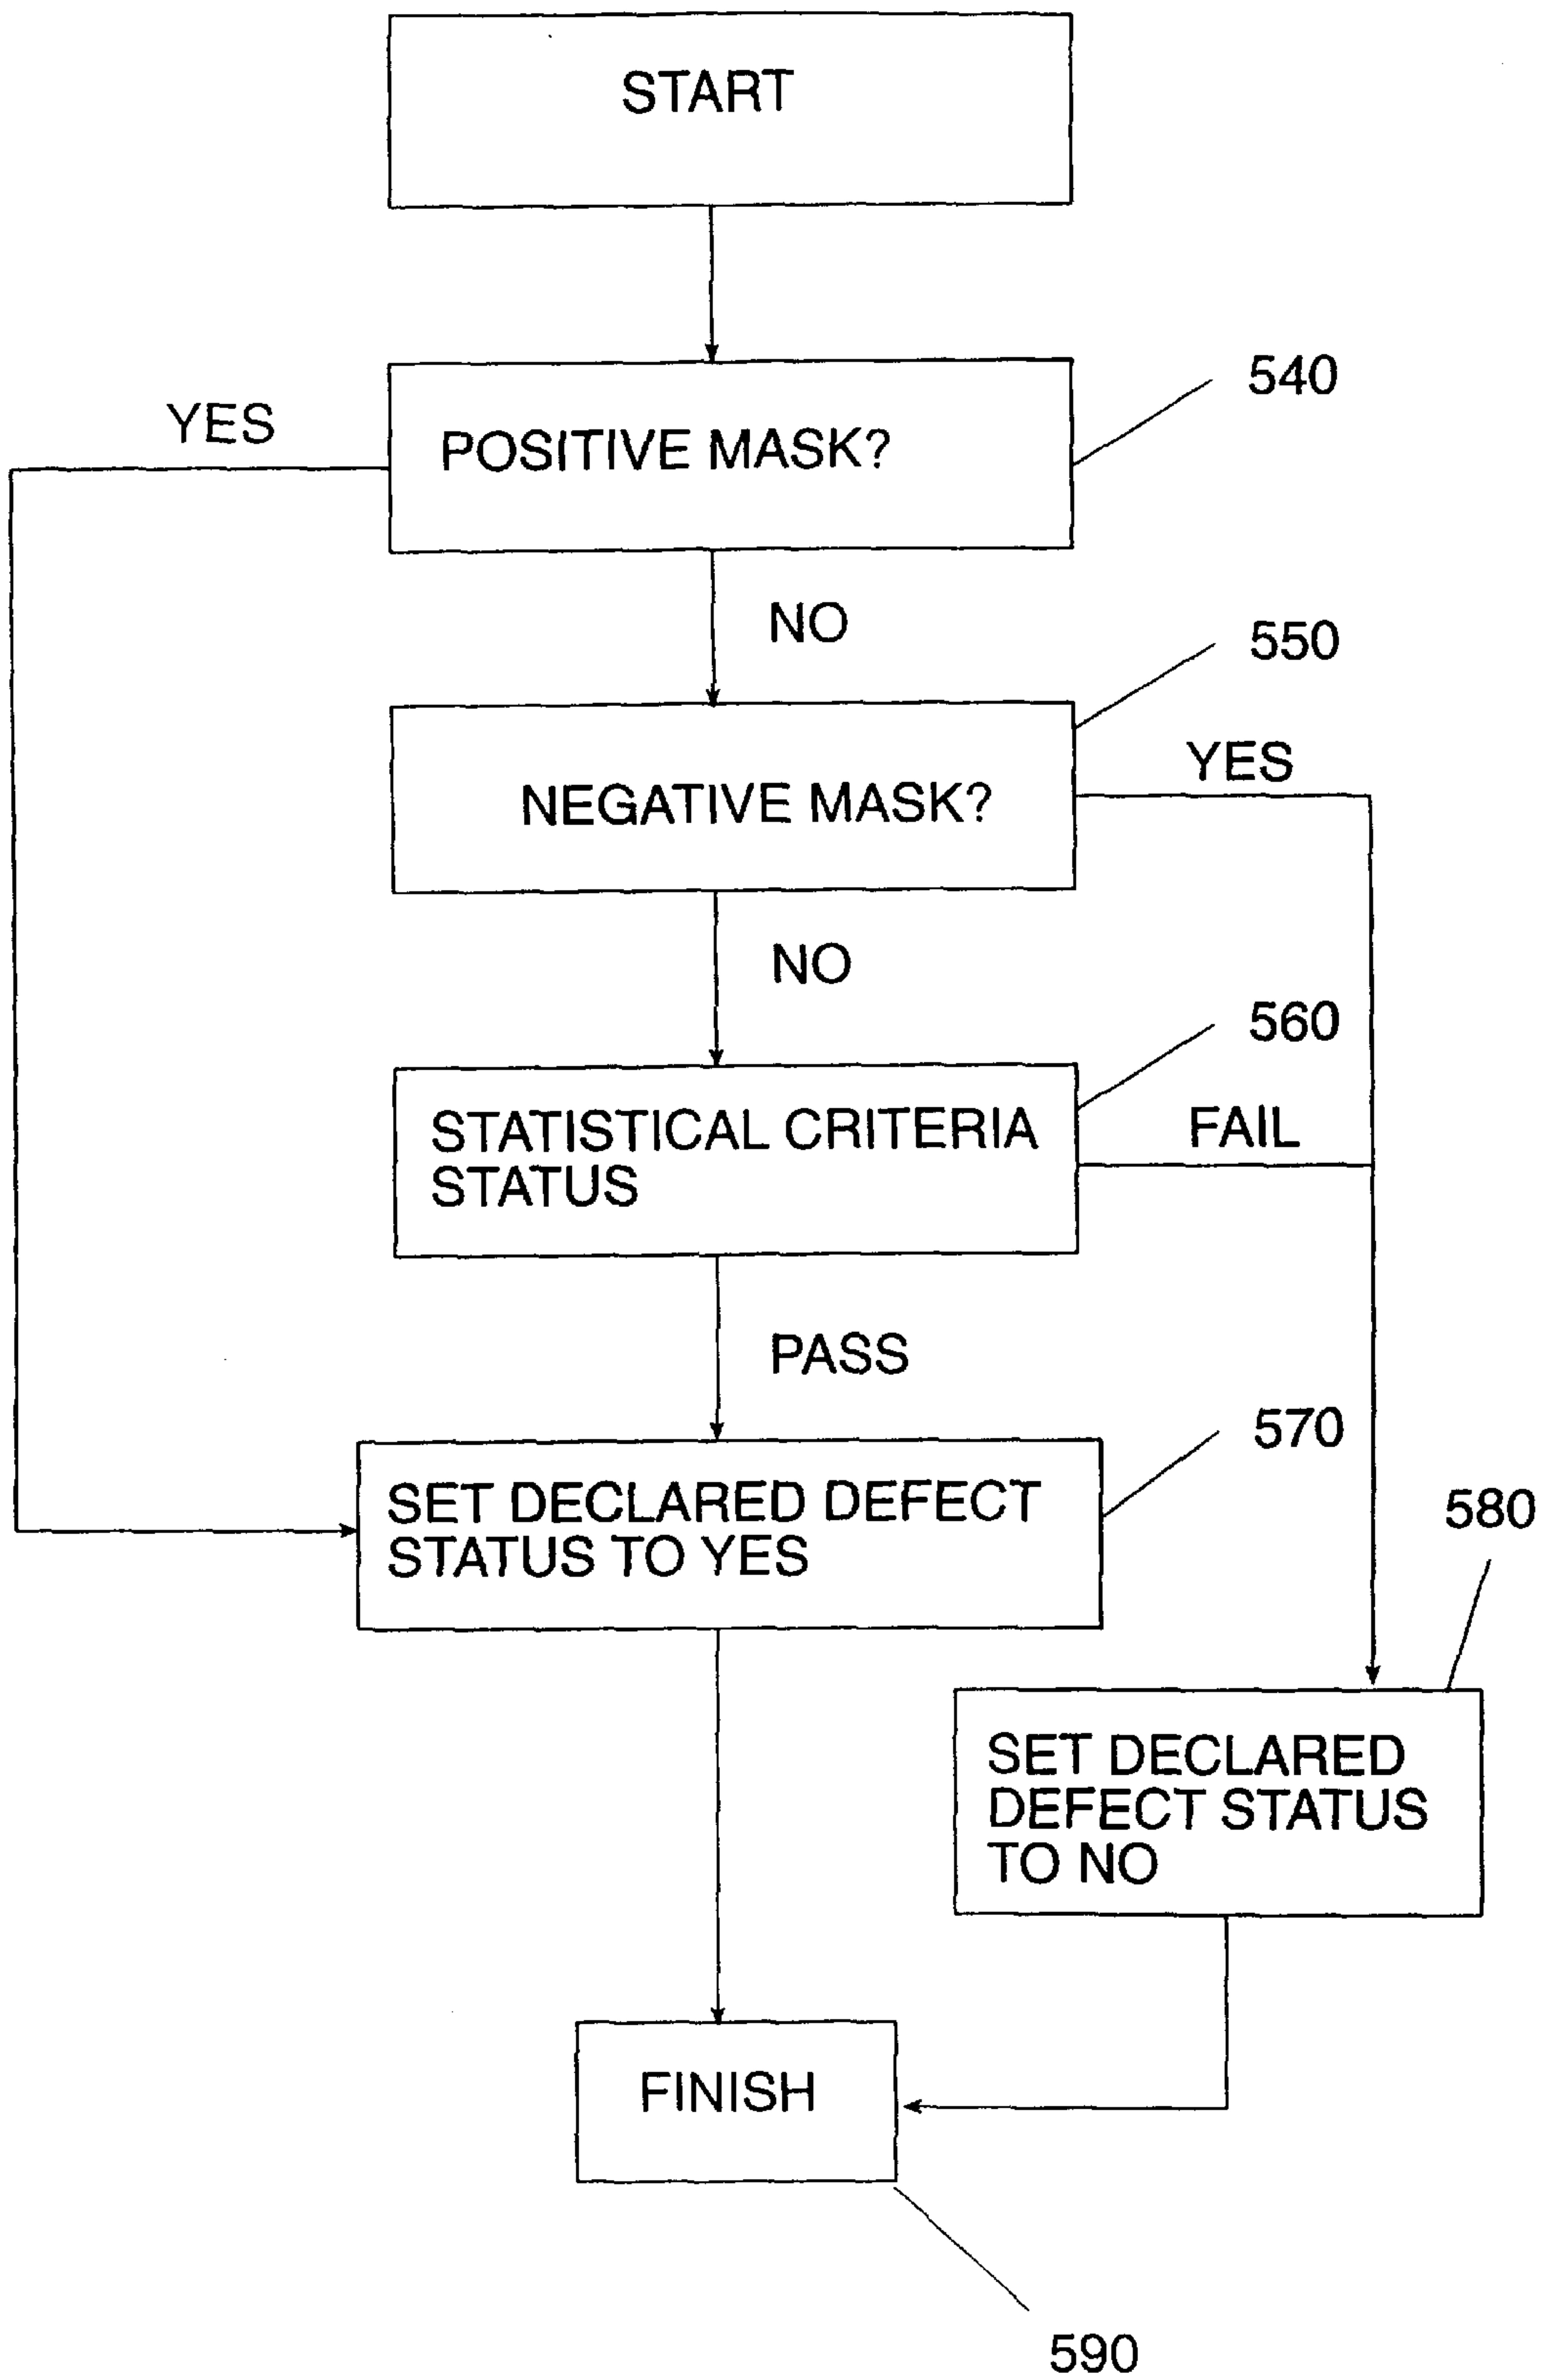 START
540
YES
POSITIVE MASK?
NO
550
YES
NEGATIVE MASK?
NO
560
STATISTICAL CRITERIA
STATUS
FAIL
PASS
570
SET DECLARED DEFECT
STATUS TO YES
580
SET DECLARED
DEFECT STATUS
TO NO
FINISH
590